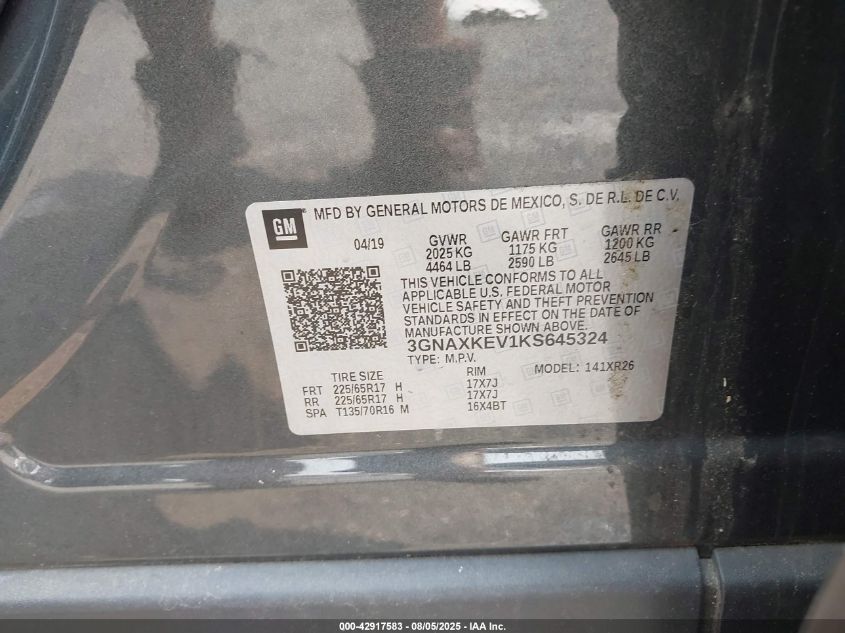 GM ® MFD BY GENERAL MOTORS DE MEXICO, S. DE R.L. DE C.V.
04/19 GVWR GAWR FRT GAWR RR
2025 KG 1175 KG 1200 KG
4464 LB 2590 LB 2645 LB
THIS VEHICLE CONFORMS TO ALL
APPLICABLE U.S. FEDERAL MOTOR
VEHICLE SAFETY AND THEFT PREVENTION
STANDARDS IN EFFECT ON THE DATE OF
MANUFACTURE SHOWN ABOVE.
3GNAXKEV1KS645324
TYPE: M.P.V.
TIRE SIZE RIM MODEL: 141XR26
FRT 225/65R17 H 17X7J
RR 225/65R17 H 17X7J
SPA T135/70R16 M 16X4BT
000-42917583 - 08/05/2025 - IAA Inc.